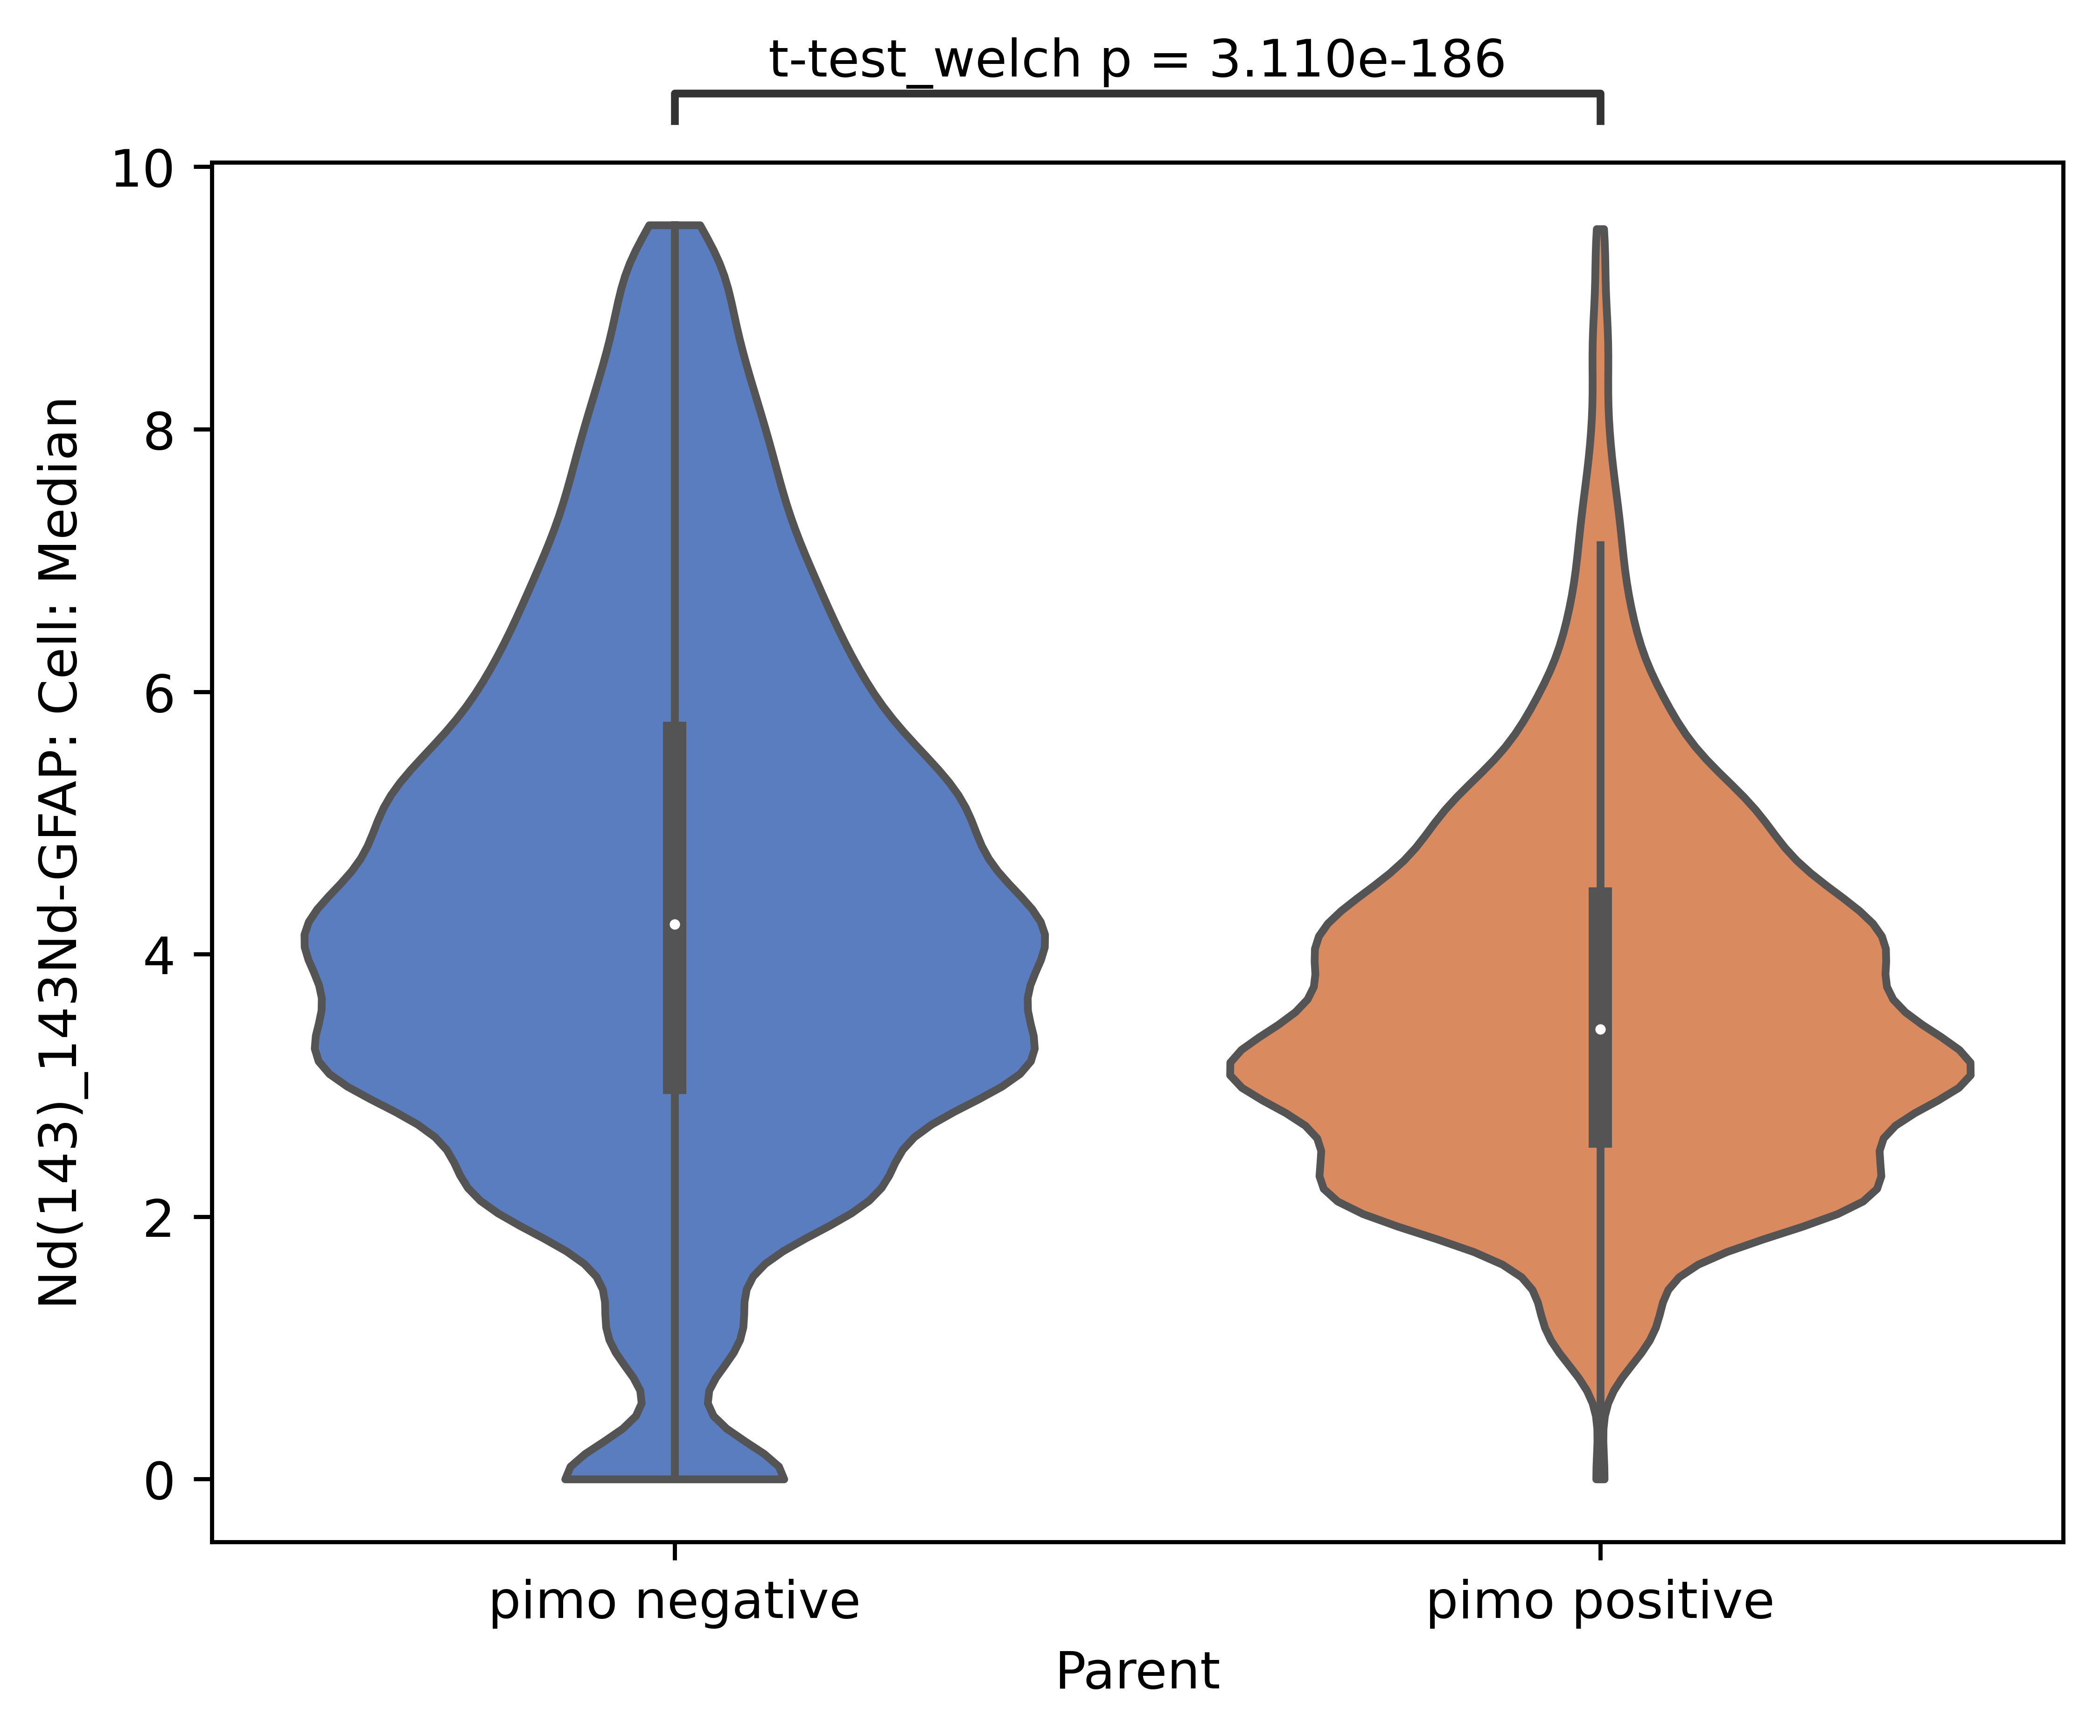 t-test_welch p = 3.110e-186
10
8
6
4
2
0
Nd(143)_143Nd-GFAP: Cell: Median
pimo negative
pimo positive
Parent